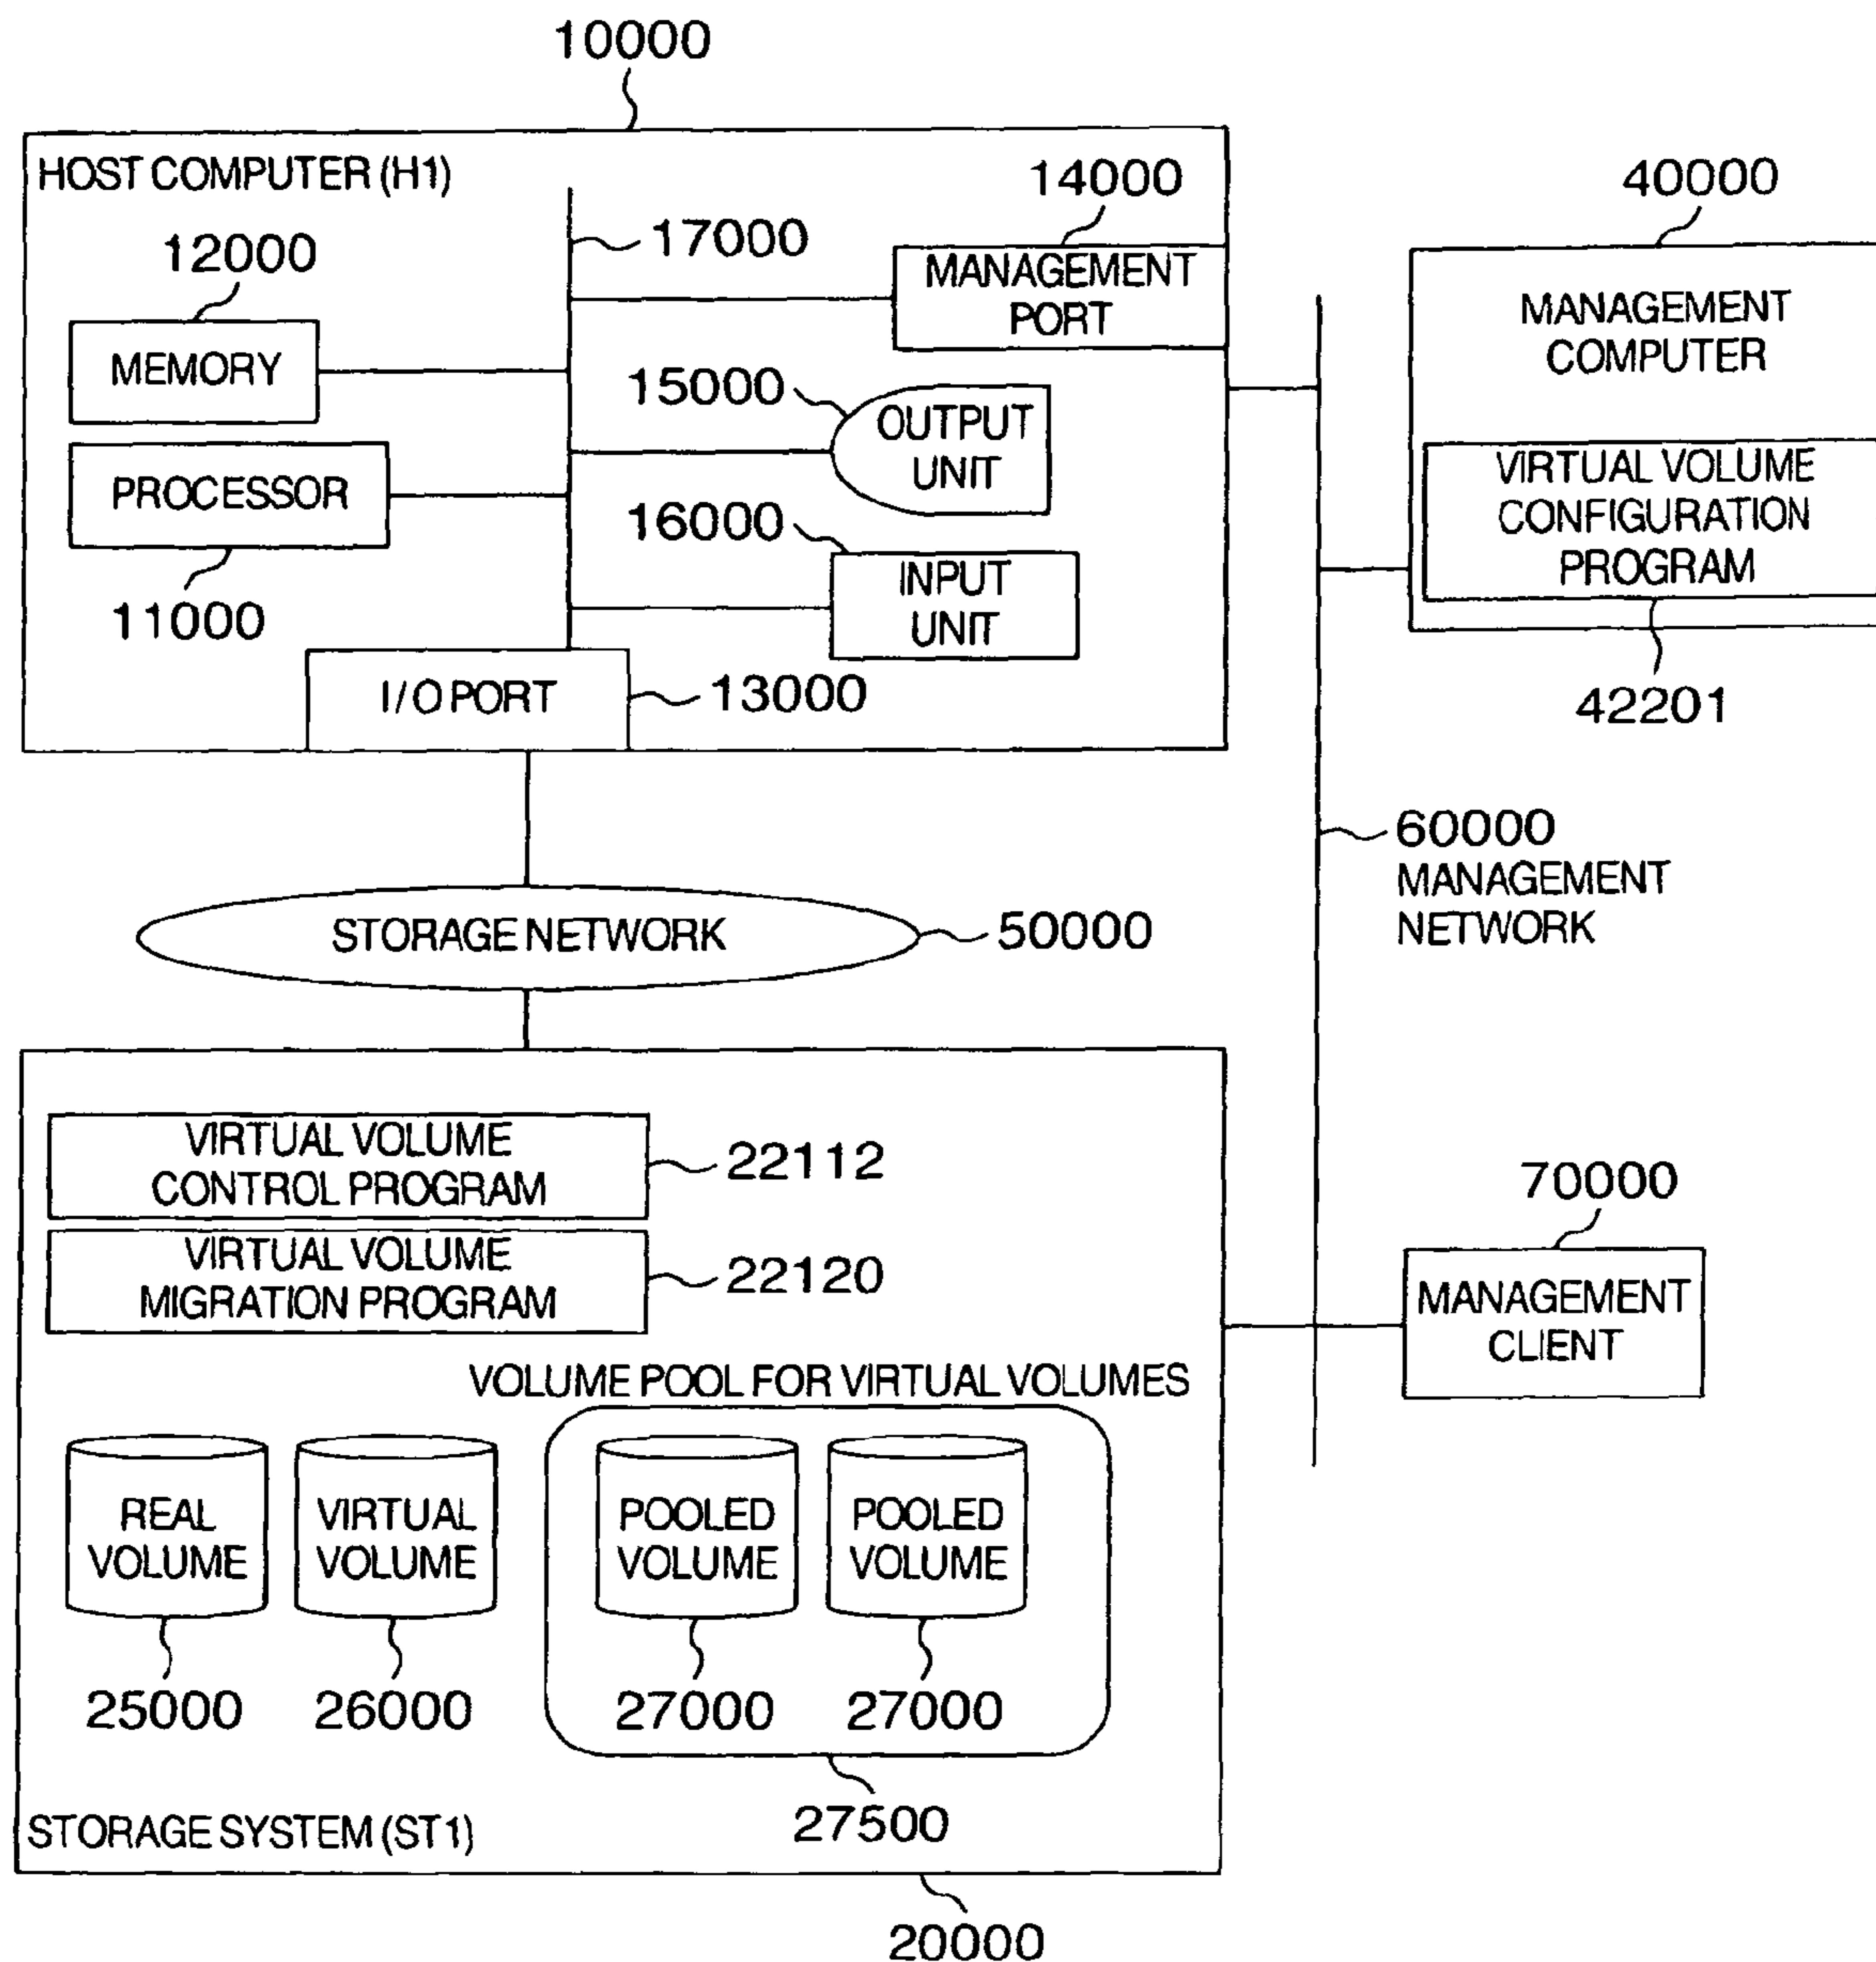 10000
HOST COMPUTER (H1)
12000
17000
14000
MANAGEMENT
PORT
MEMORY
15000
OUTPUT
UNIT
PROCESSOR
16000
INPUT
UNIT
11000
I/O PORT
13000
40000
MANAGEMENT
COMPUTER
VIRTUAL VOLUME
CONFIGURATION
PROGRAM
42201
60000
MANAGEMENT
NETWORK
STORAGE NETWORK
50000
VIRTUAL VOLUME
CONTROL PROGRAM
22112
VIRTUAL VOLUME
MIGRATION PROGRAM
22120
70000
MANAGEMENT
CLIENT
VOLUME POOL FOR VIRTUAL VOLUMES
REAL
VOLUME
VIRTUAL
VOLUME
POOLED
VOLUME
POOLED
VOLUME
25000
26000
27000
27000
27500
STORAGE SYSTEM (ST1)
20000